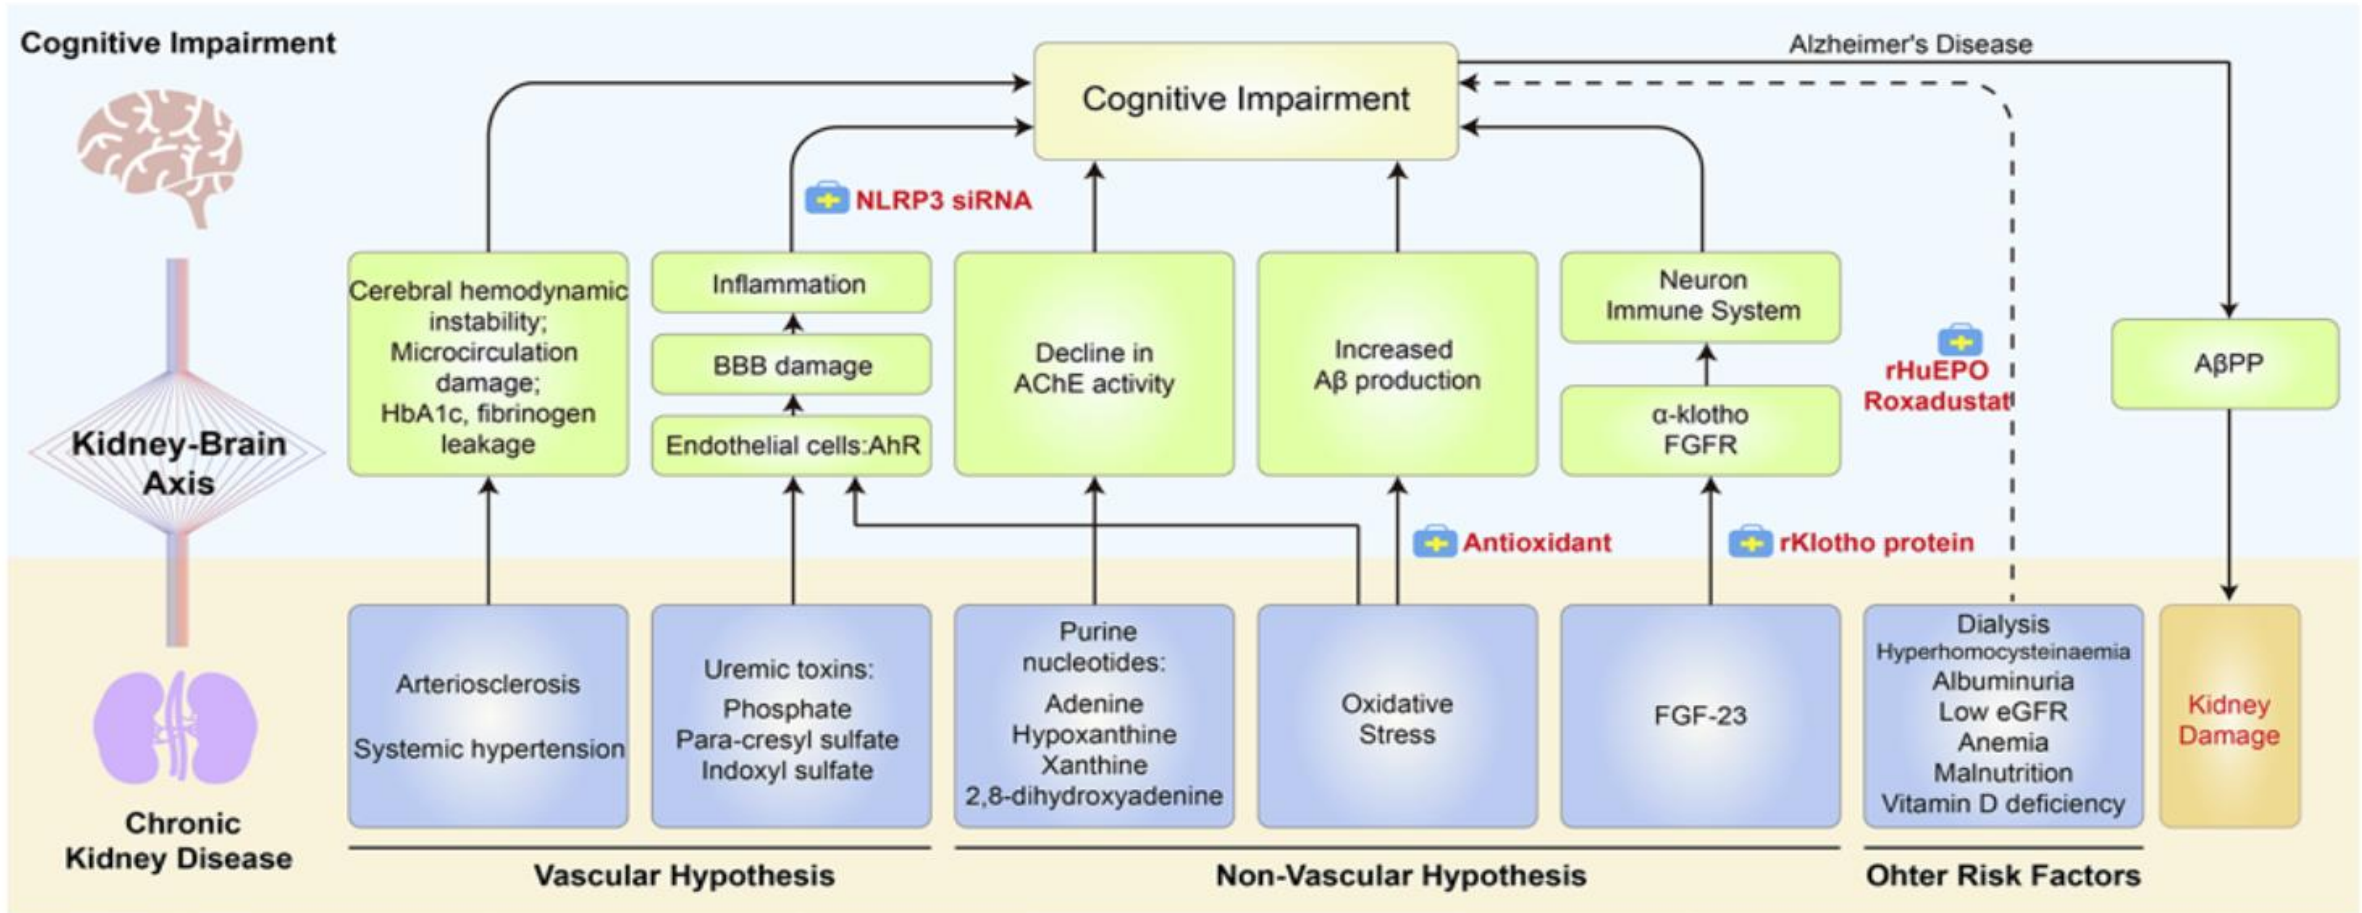 Cognitive Impairment
Alzheimer's Disease
Cognitive Impairment
NLRP3 siRNA
Cerebral hemodynamic
instability;
Microcirculation
damage;
HbA1c, fibrinogen
leakage
Inflammation
BBB damage
Endothelial cells:AhR
Decline in
AChE activity
Increased
Aβ production
Neuron
Immune System
α-klotho
FGFR
rHuEPO
Roxadustat
AβPP
Kidney-Brain
Axis
Antioxidant
rKlotho protein
Arteriosclerosis
Systemic hypertension
Uremic toxins:
Phosphate
Para-cresyl sulfate
Indoxyl sulfate
Purine
nucleotides:
Adenine
Hypoxanthine
Xanthine
2,8-dihydroxyadenine
Oxidative
Stress
FGF-23
Dialysis
Hyperhomocysteinaemia
Albuminuria
Low eGFR
Anemia
Malnutrition
Vitamin D deficiency
Kidney
Damage
Chronic
Kidney Disease
Vascular Hypothesis
Non-Vascular Hypothesis
Ohter Risk Factors